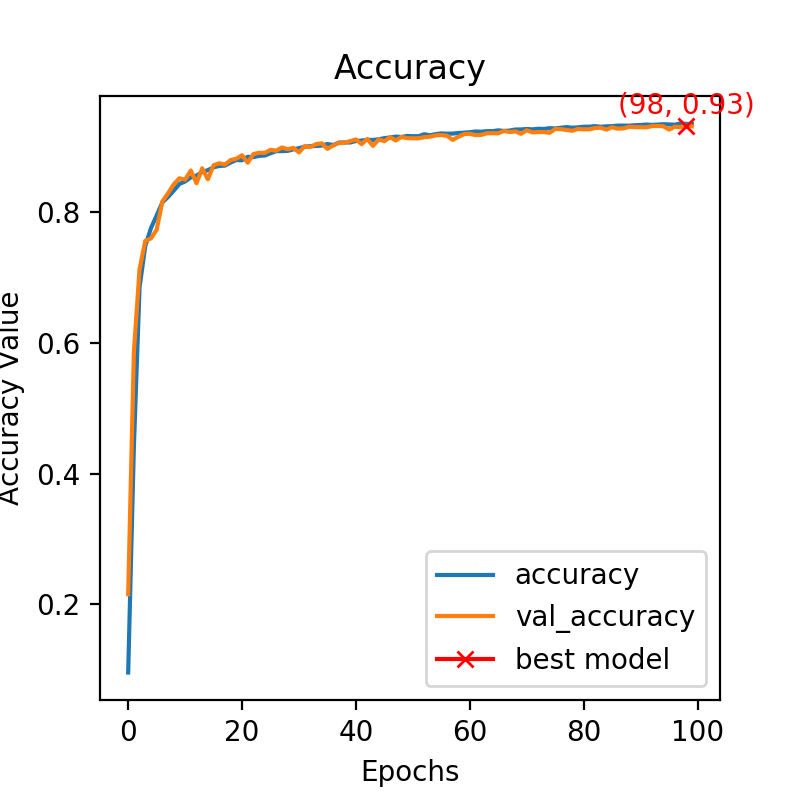 Accuracy
(98, 0.93)
0.8
0.6
0.4
0.2
Accuracy Value
accuracy
val_accuracy
best model
0 20 40 60 80 100
Epochs